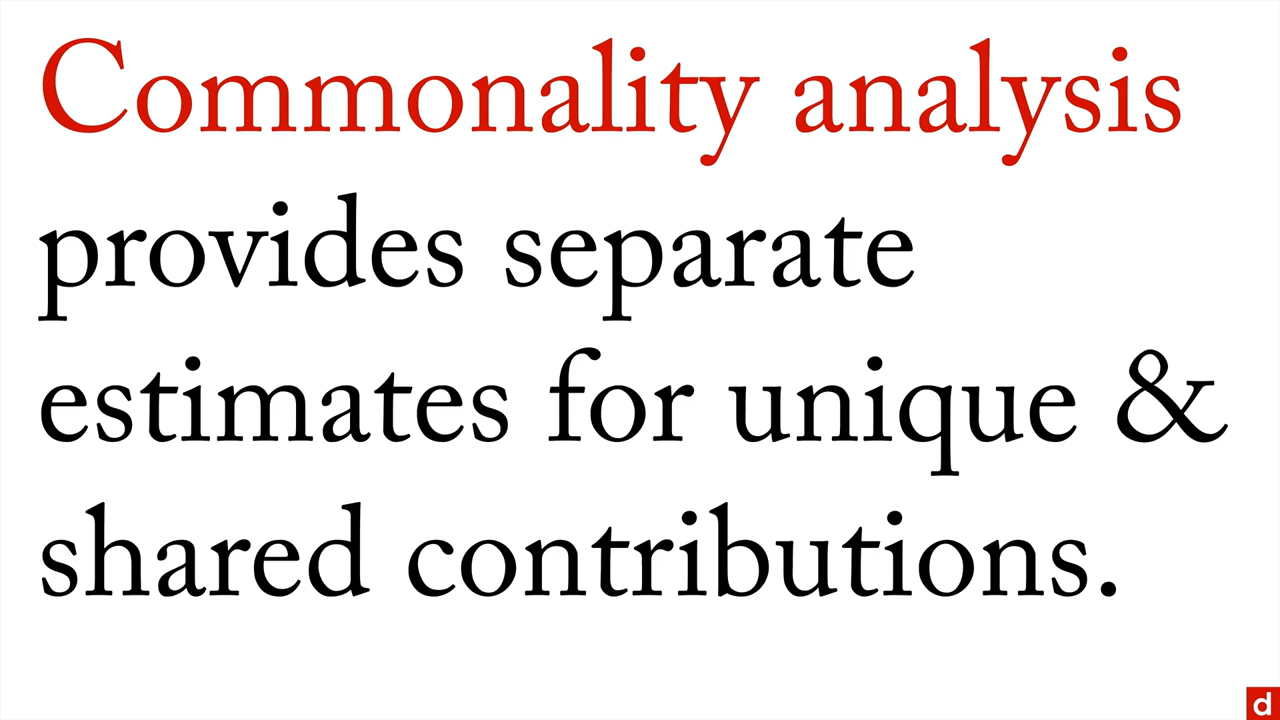 Commonality analysis
provides separate
estimates for unique &
shared contributions.
d